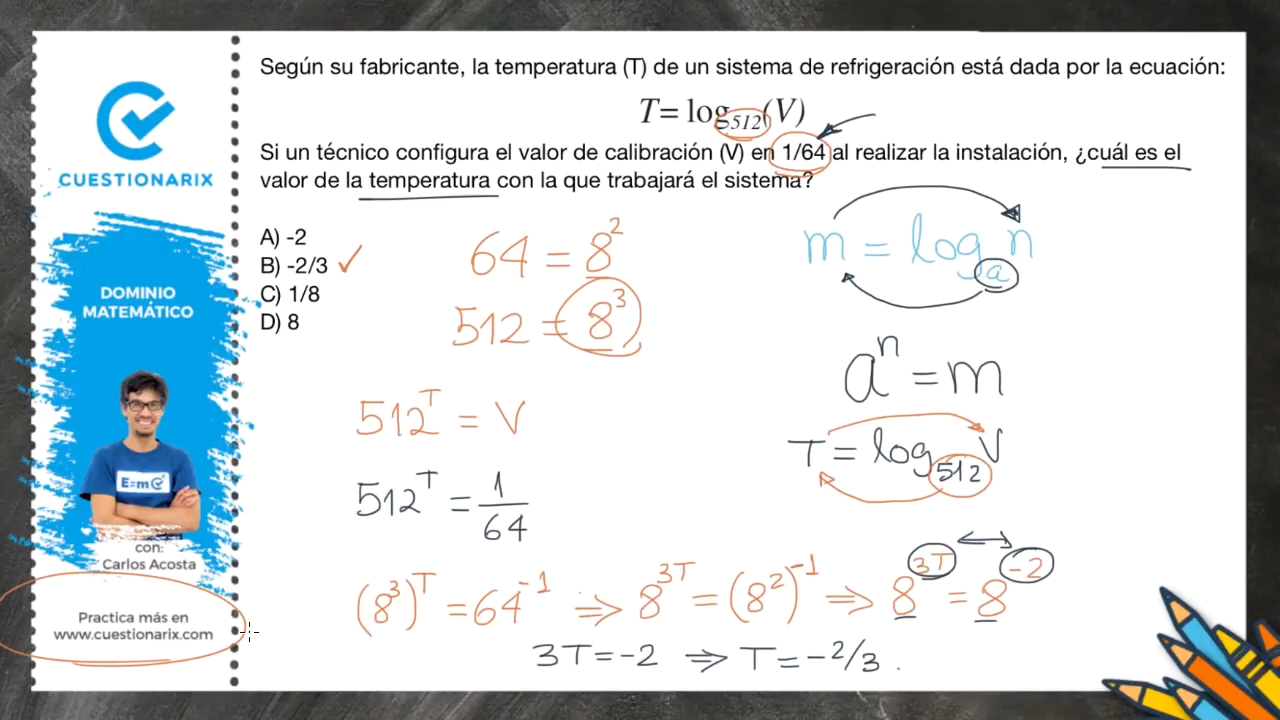 Según su fabricante, la temperatura (T) de un sistema de refrigeración está dada por la ecuación:
T= log₅₁₂(V)
Si un técnico configura el valor de calibración (V) en 1/64 al realizar la instalación, ¿cuál es el
valor de la temperatura con la que trabajará el sistema?
A) -2
B) -2/3 ✓
C) 1/8
D) 8
64 = 8²
512 = 8³
512ᵀ = V
512ᵀ = 1/64
m = logₐ n
aⁿ = m
T = log₅₁₂ V
(8³)ᵀ = 64⁻¹ ⇒ 8³ᵀ = (8²)⁻¹ ⇒ 8³ᵀ = 8⁻²
3T = -2 ⇒ T = -2/3 .
CUESTIONARIX
DOMINIO
MATEMÁTICO
E=mC²
con:
Carlos Acosta
Practica más en
www.cuestionarix.com